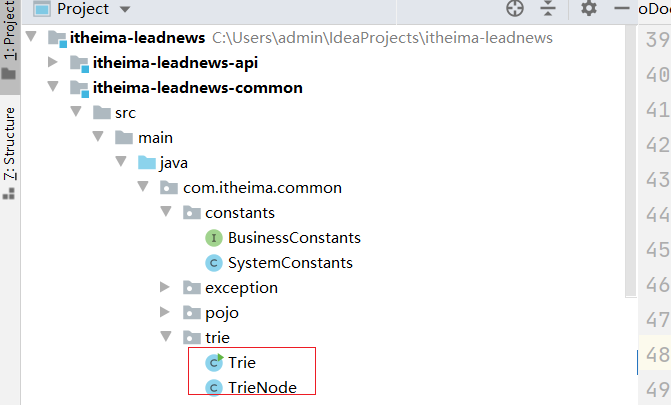 1: Project
7: Structure
Project
itheima-leadnews C:\Users\admin\IdeaProjects\itheima-leadnews
itheima-leadnews-api
itheima-leadnews-common
src
main
java
com.itheima.common
constants
I BusinessConstants
C SystemConstants
exception
pojo
trie
C Trie
C TrieNode
oDoc
39
40
41
42
43
44
45
46
47
48
49